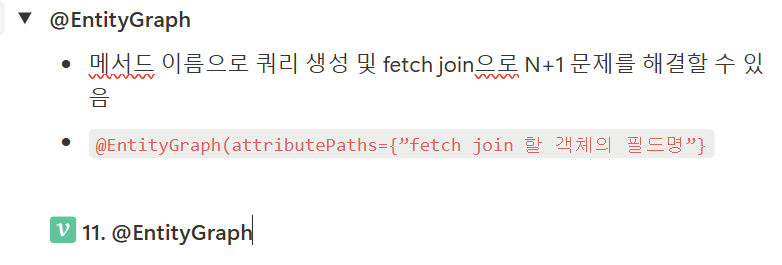 ▼ @EntityGraph
• 메서드 이름으로 쿼리 생성 및 fetch join으로 N+1 문제를 해결할 수 있
음
• @EntityGraph(attributePaths={”fetch join 할 객체의 필드명”}
v 11. @EntityGraph